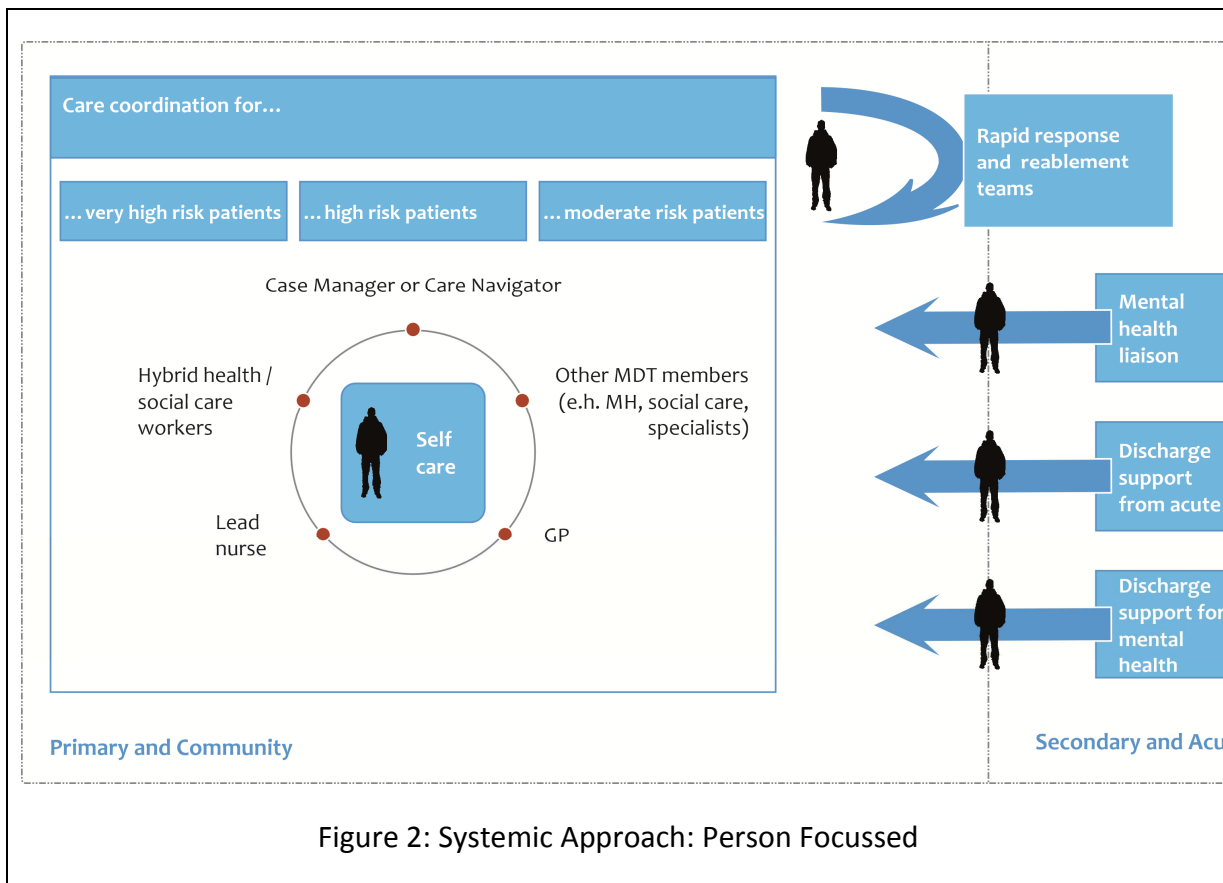 Care coordination for...
...very high risk patients
...high risk patients
...moderate risk patients
Case Manager or Care Navigator
Hybrid health /
social care
workers
Other MDT members
(e.h. MH, social care,
specialists)
Self
care
Lead
nurse
GP
Rapid response
and reablement
teams
Mental
health
liaison
Discharge
support
from acute
Discharge
support for
mental
health
Primary and Community
Secondary and Acu
Figure 2: Systemic Approach: Person Focussed